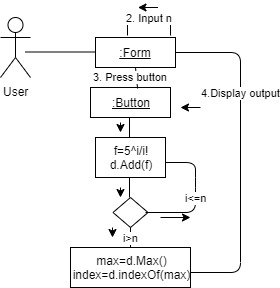 2. Input n
:Form
3. Press button
User
:Button
4.Display output
f=5^i/i!
d.Add(f)
i<=n
i>n
max=d.Max()
index=d.indexOf(max)